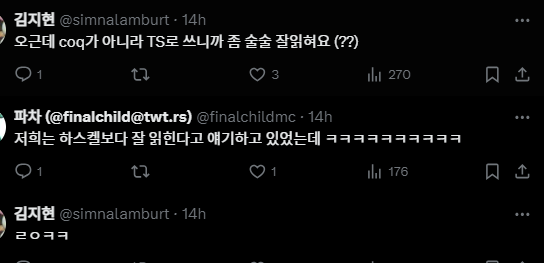 김지현 @simnalamburt · 14h
오근데 coq가 아니라 TS로 쓰니까 좀 술술 잘읽혀요 (??)
1 3 270
파차 (@finalchild@twt.rs) @finalchildmc · 14h
저희는 하스켈보다 잘 읽힌다고 얘기하고 있었는데 ㅋㅋㅋㅋㅋㅋㅋㅋㅋㅋㅋ
1 1 176
김지현 @simnalamburt · 14h
ㄹㅇㅋㅋ